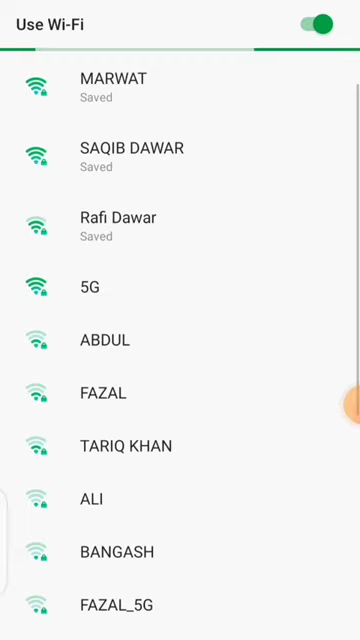 Use Wi-Fi
MARWAT
Saved
SAQIB DAWAR
Saved
Rafi Dawar
Saved
5G
ABDUL
FAZAL
TARIQ KHAN
ALI
BANGASH
FAZAL_5G